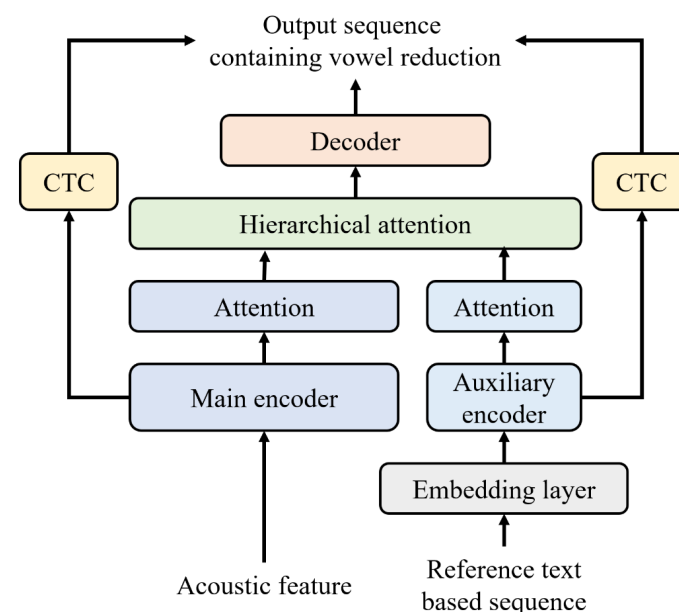 Output sequence
containing vowel reduction
Decoder
CTC
CTC
Hierarchical attention
Attention
Attention
Main encoder
Auxiliary
encoder
Embedding layer
Acoustic feature
Reference text
based sequence